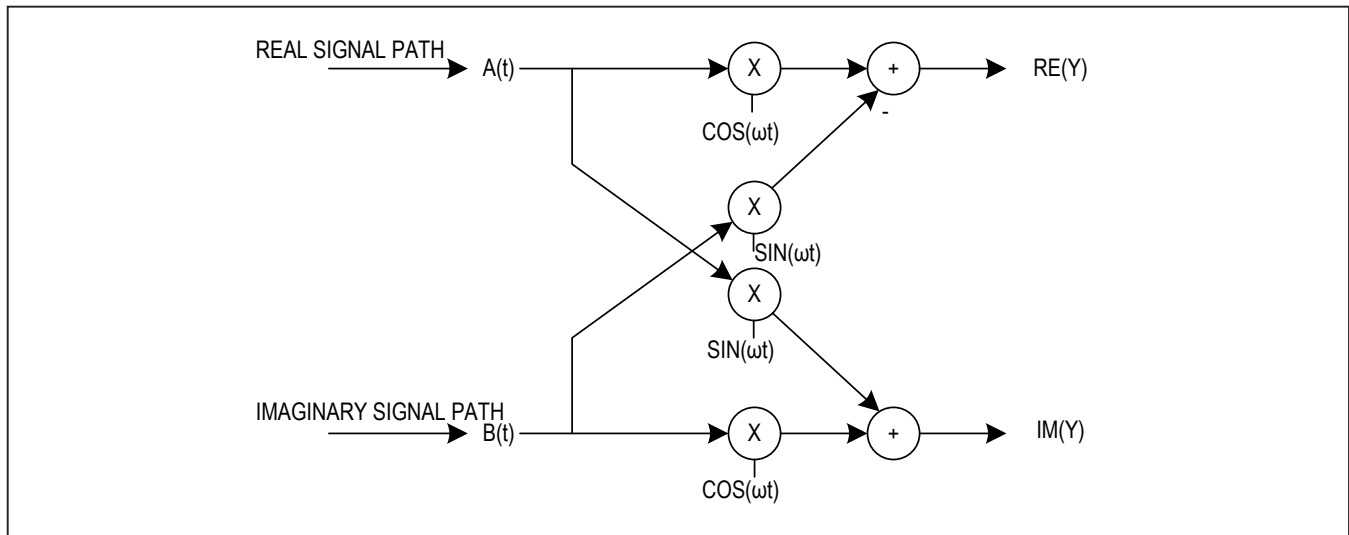 REAL SIGNAL PATH
A(t)
X
+
RE(Y)
-
COS(ωt)
X
SIN(ωt)
X
SIN(ωt)
IMAGINARY SIGNAL PATH
B(t)
X
+
IM(Y)
COS(ωt)